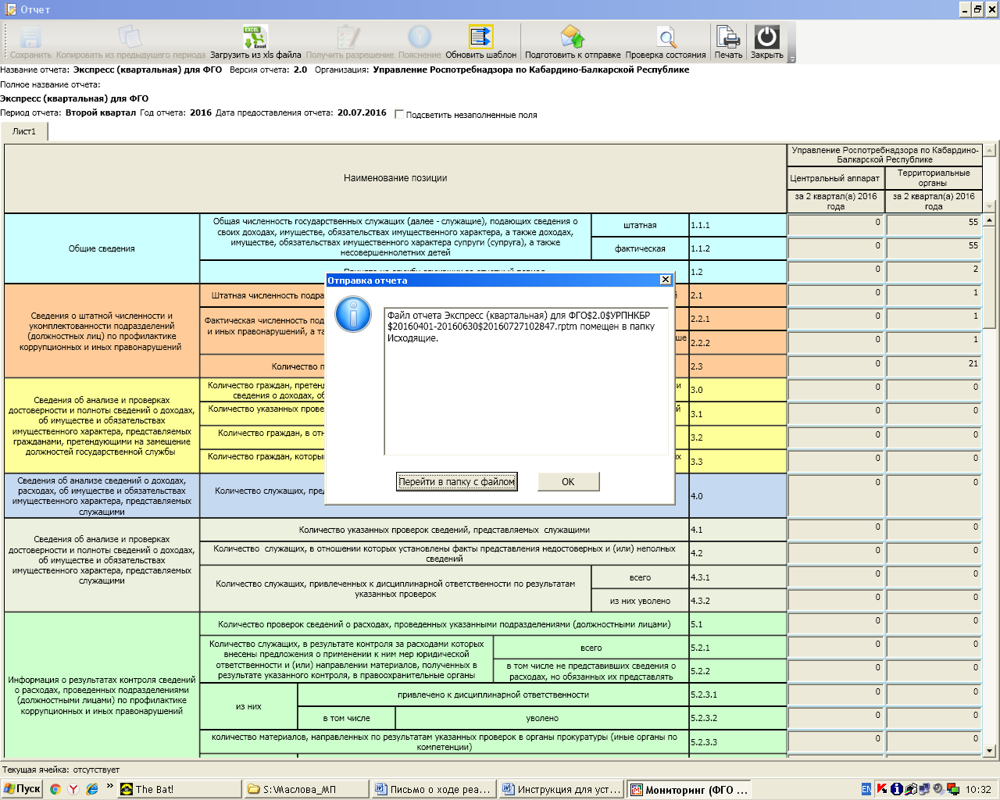 Отчет
Сохранить Копировать из предыдущего периода Загрузить из xls файла Получить разрешение Пояснение Обновить шаблон Подготовить к отправке Проверка состояния Печать Закрыть
Название отчета: Экспресс (квартальная) для ФГО Версия отчета: 2.0 Организация: Управление Роспотребнадзора по Кабардино-Балкарской Республике
Полное название отчета:
Экспресс (квартальная) для ФГО
Период отчета: Второй квартал Год отчета: 2016 Дата предоставления отчета: 20.07.2016 Подсветить незаполненные поля
Лист1
Наименование позиции
Управление Роспотребнадзора по Кабардино-
Балкарской Республике
Центральный аппарат
Территориальные
органы
за 2 квартал(а) 2016
года
за 2 квартал(а) 2016
года
Общие сведения
Общая численность государственных служащих (далее - служащие), подающих сведения о
своих доходах, имуществе, обязательствах имущественного характера, а также доходах,
имуществе, обязательствах имущественного характера супруги (супруга), а также
несовершеннолетних детей
штатная
1.1.1
0
55
фактическая
1.1.2
0
55
1.2
0
2
Сведения о штатной численности и
укомплектованности подразделений
(должностных лиц) по профилактике
коррупционных и иных правонарушений
Штатная численность подра
й
2.1
0
1
Фактическая численность под
и иных правонарушений, а та
2.2.1
0
1
ше
2.2.2
0
1
Количество п
2.3
0
21
Сведения об анализе и проверках
достоверности и полноты сведений о доходах,
об имуществе и обязательствах
имущественного характера, представляемых
гражданами, претендующими на замещение
должностей государственной службы
Количество граждан, претенд
сведения о доходах, об
и
3.0
0
0
Количество указанных прове
й
3.1
0
0
Количество граждан, в отн
3.2
0
0
Количество граждан, которы
х
3.3
0
0
Сведения об анализе сведений о доходах,
расходах, об имуществе и обязательствах
имущественного характера, представляемых
служащими
Количество служащих, пред
4.0
0
0
Сведения об анализе и проверках
достоверности и полноты сведений о доходах,
об имуществе и обязательствах
имущественного характера, представляемых
служащими
Количество указанных проверок сведений, представляемых служащими
4.1
0
0
Количество служащих, в отношении которых установлены факты представления недостоверных и (или) неполных
сведений
4.2
0
0
Количество служащих, привлеченных к дисциплинарной ответственности по результатам
указанных проверок
всего
4.3.1
0
0
из них уволено
4.3.2
0
0
Информация о результатах контроля сведений
о расходах, проведенных подразделениями
(должностными лицами) по профилактике
коррупционных и иных правонарушений
Количество проверок сведений о расходах, проведенных указанными подразделениями (должностными лицами)
5.1
0
0
Количество служащих, в результате контроля за расходами которых
внесены предложения о применении к ним мер юридической
ответственности и (или) направлении материалов, полученных в
результате указанного контроля, в правоохранительные органы
всего
5.2.1
0
0
в том числе не представивших сведения о
расходах, но обязанных их представлять
5.2.2
0
0
из них
привлечено к дисциплинарной ответственности
5.2.3.1
0
0
в том числе
уволено
5.2.3.2
0
0
количество материалов, направленных по результатам указанных проверок в органы прокуратуры (иные органы по
компетенции)
5.2.3.3
0
0
Отправка отчета
Файл отчета Экспресс (квартальная) для ФГО$2.0$УРПНКБР
$20160401-20160630$20160727102847.rptm помещен в папку
Исходящие.
Перейти в папку с файлом
OK
Текущая ячейка: отсутствует
Пуск
The Bat!
S:\Маслова_МП
Письмо о ходе реа...
Инструкция для уст...
Мониторинг (ФГО ...
EN
10:32